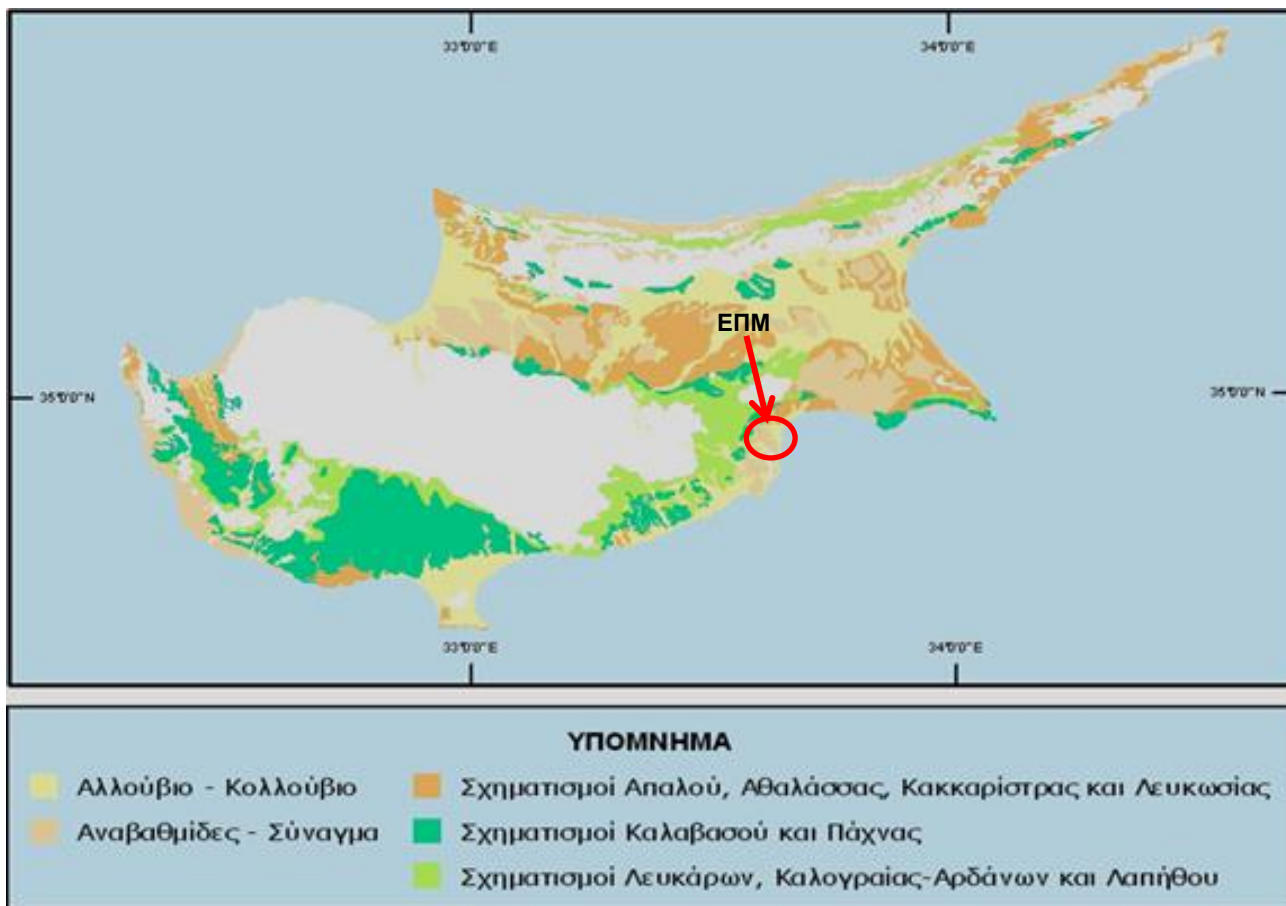 33°0'0"E 34°0'0"E
ΕΠΜ
35°0'0"N 35°0'0"N
33°0'0"E 34°0'0"E
ΥΠΟΜΝΗΜΑ
Αλλούβιο - Κολλούβιο
Αναβαθμίδες - Σύναγμα
Σχηματισμοί Απαλού, Αθαλάσσας, Κακκαρίστρας και Λευκωσίας
Σχηματισμοί Καλαβασού και Πάχνας
Σχηματισμοί Λευκάρων, Καλογραίας-Αρδάνων και Λαπήθου